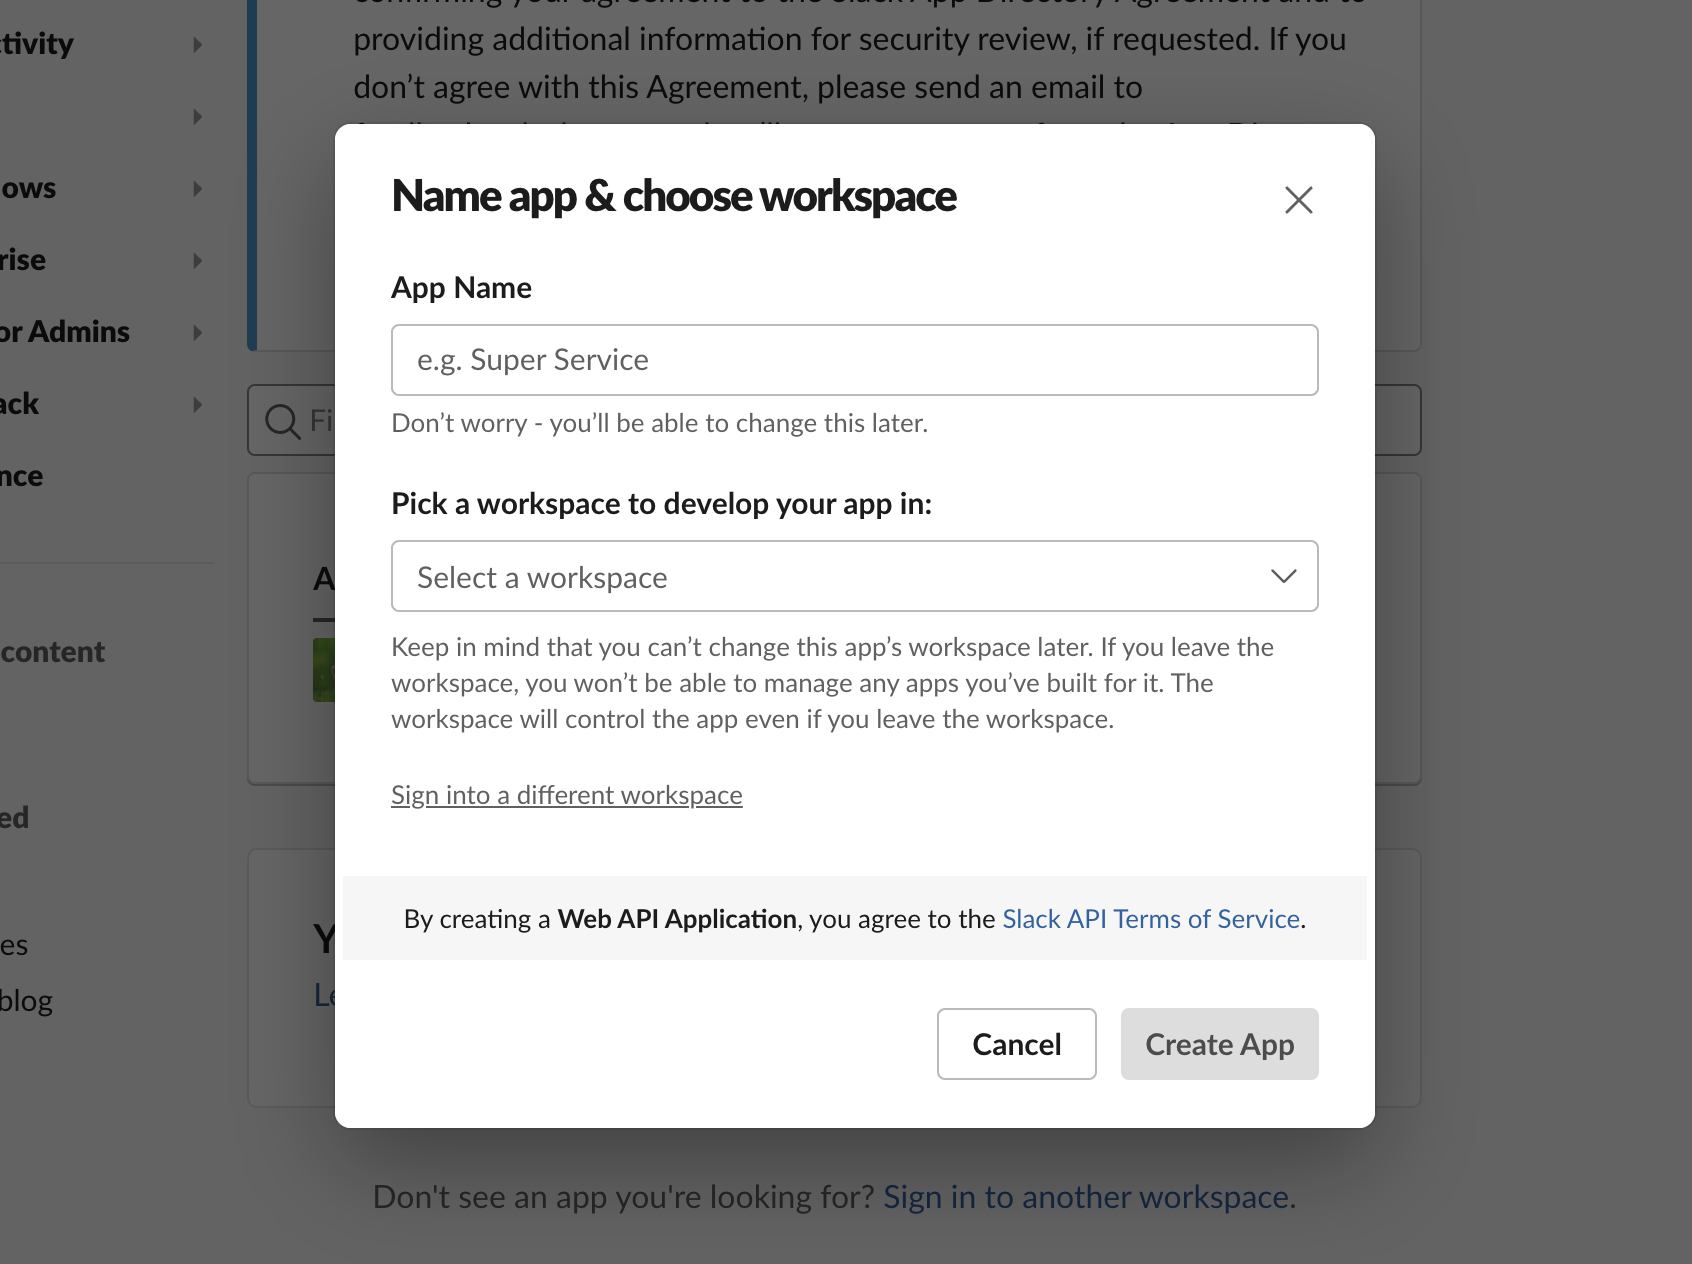 providing additional information for security review, if requested. If you
don't agree with this Agreement, please send an email to
Name app & choose workspace
App Name
e.g. Super Service
Don't worry - you'll be able to change this later.
Pick a workspace to develop your app in:
Select a workspace
Keep in mind that you can't change this app's workspace later. If you leave the
workspace, you won't be able to manage any apps you've built for it. The
workspace will control the app even if you leave the workspace.
Sign into a different workspace
By creating a Web API Application, you agree to the Slack API Terms of Service.
Cancel
Create App
Don't see an app you're looking for? Sign in to another workspace.
tivity
ows
rise
or Admins
ack
nce
content
ed
es
blog
Fi
A
Y
Le